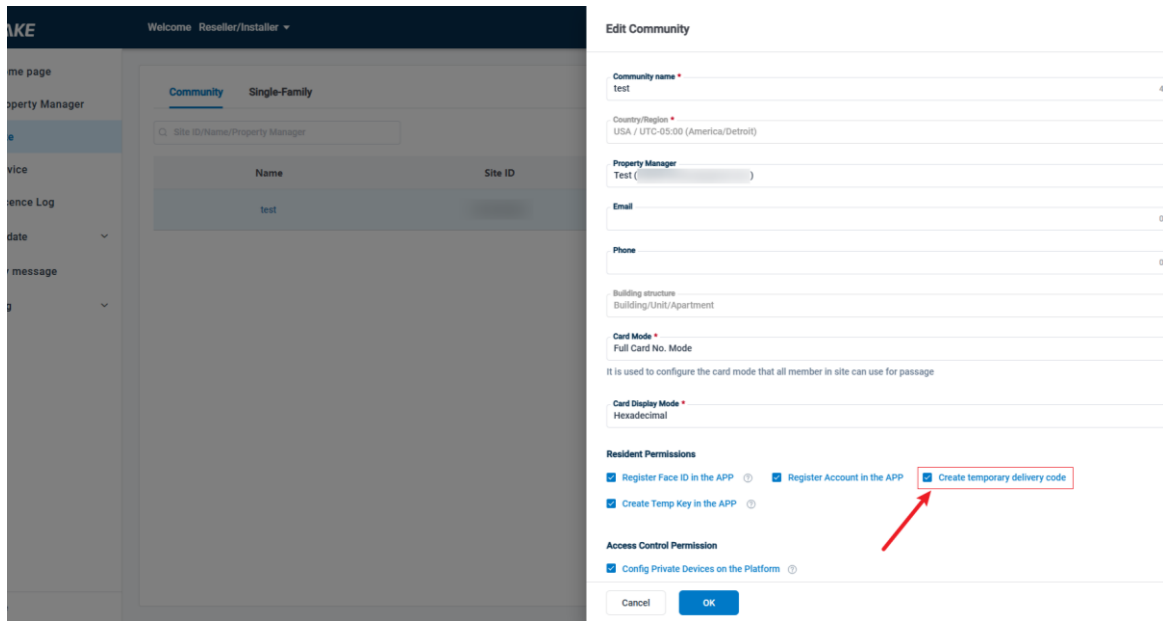 AKE
Welcome Reseller/Installer
me page
operty Manager
e
vice
ence Log
date
message
g
Community Single-Family
Site ID/Name/Property Manager
Name Site ID
test
Edit Community
Community name *
test
Country/Region *
USA / UTC-05:00 (America/Detroit)
Property Manager
Test ( )
Email
Phone
Building structure
Building/Unit/Apartment
Card Mode *
Full Card No. Mode
It is used to configure the card mode that all member in site can use for passage
Card Display Mode *
Hexadecimal
Resident Permissions
Register Face ID in the APP Register Account in the APP Create temporary delivery code
Create Temp Key in the APP
Access Control Permission
Config Private Devices on the Platform
Cancel OK